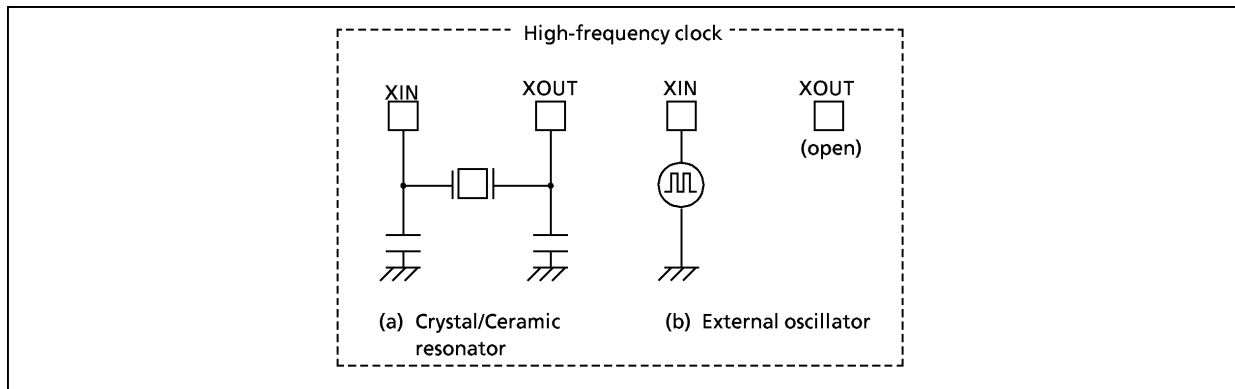 High-frequency clock
XIN
XOUT
XIN
XOUT
(open)
(a) Crystal/Ceramic
resonator
(b) External oscillator